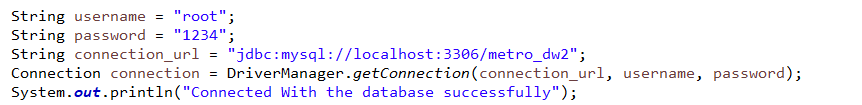 String username = "root";
String password = "1234";
String connection_url = "jdbc:mysql://localhost:3306/metro_dw2";
Connection connection = DriverManager.getConnection(connection_url, username, password);
System.out.println("Connected With the database successfully");